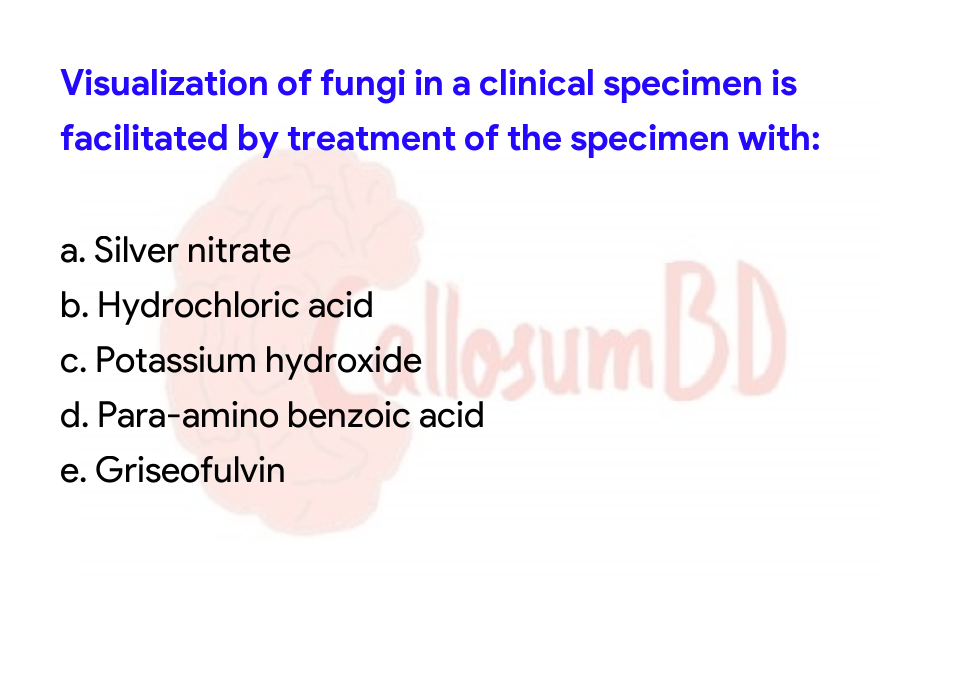 Visualization of fungi in a clinical specimen is
facilitated by treatment of the specimen with:
a. Silver nitrate
b. Hydrochloric acid
c. Potassium hydroxide
d. Para-amino benzoic acid
e. Griseofulvin
CallosumBD